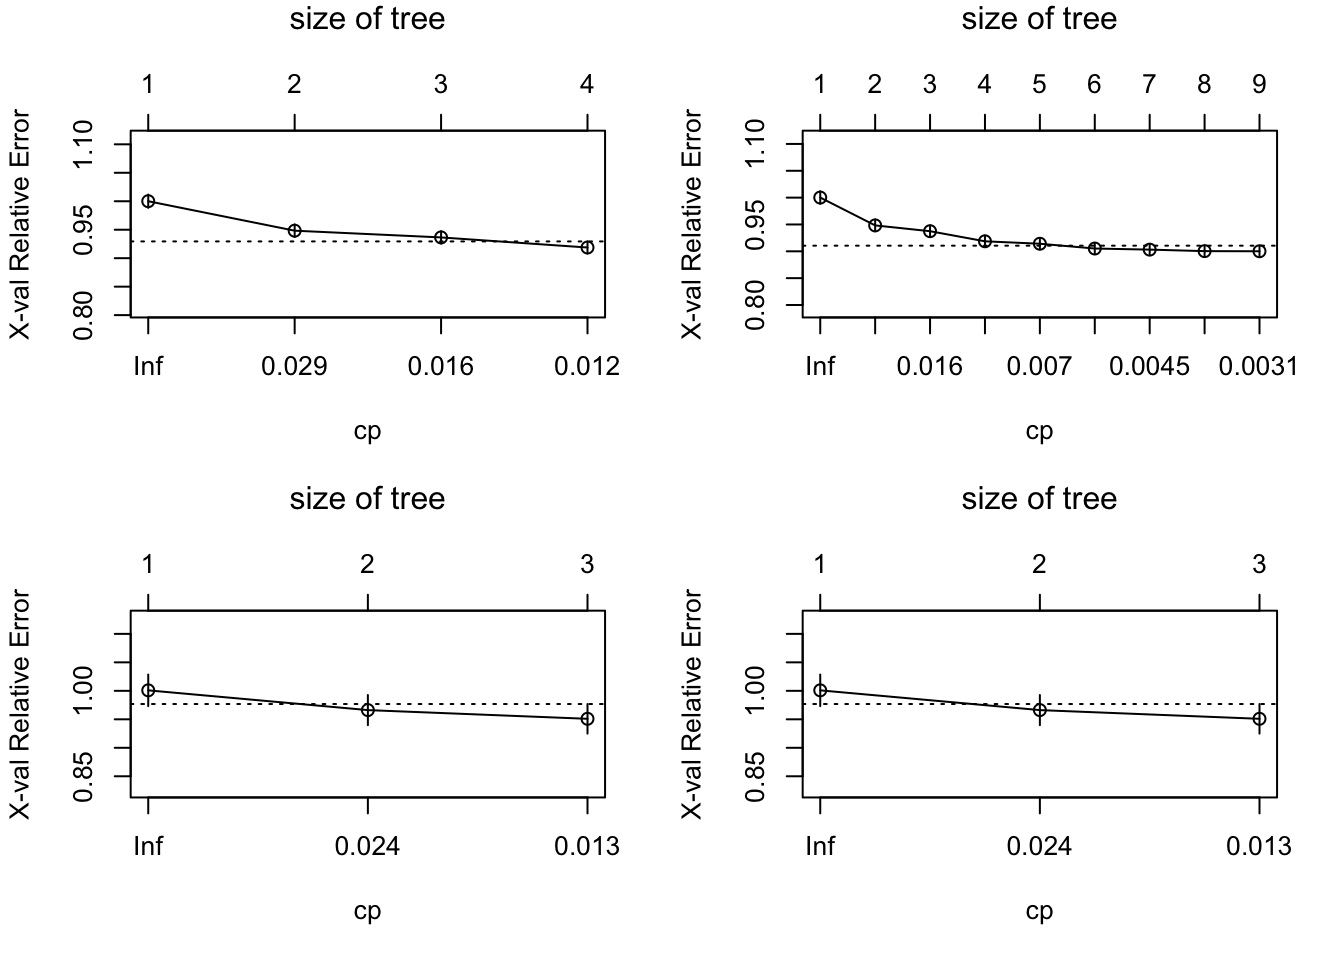 size of tree
1 2 3 4
X-val Relative Error
0.80 0.95 1.10
Inf 0.029 0.016 0.012
cp
size of tree
1 2 3 4 5 6 7 8 9
X-val Relative Error
0.80 0.95 1.10
Inf 0.016 0.007 0.0045 0.0031
cp
size of tree
1 2 3
X-val Relative Error
0.85 1.00
Inf 0.024 0.013
cp
size of tree
1 2 3
X-val Relative Error
0.85 1.00
Inf 0.024 0.013
cp